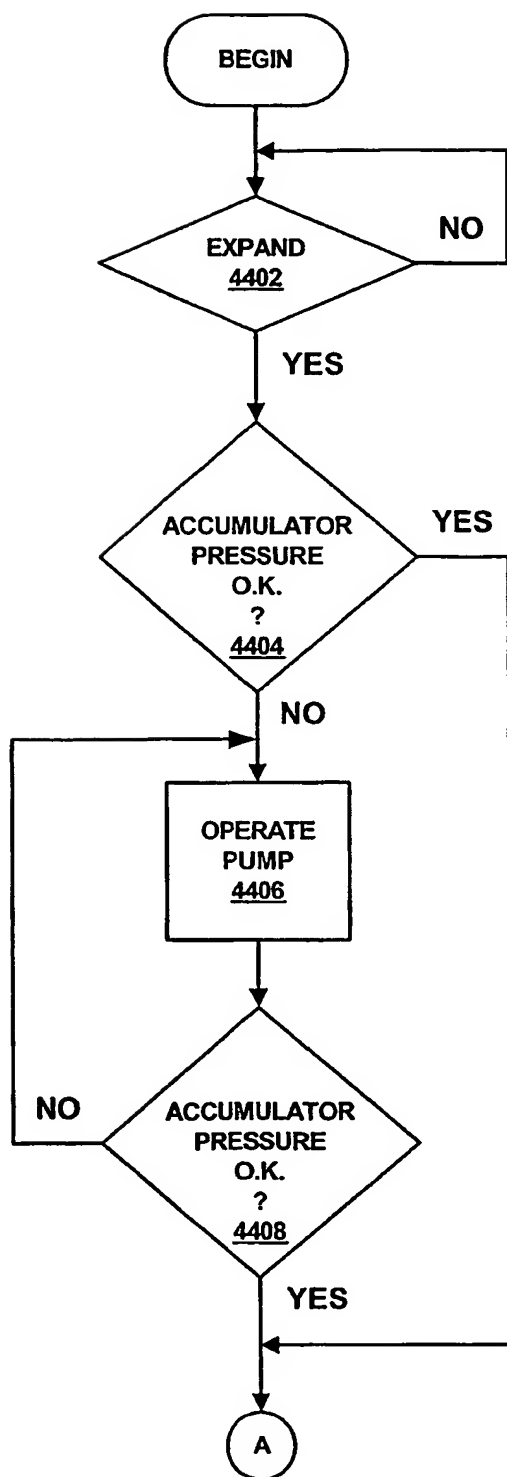 BEGIN
NO
EXPAND
4402
YES
YES
ACCUMULATOR
PRESSURE
O.K.
?
4404
NO
OPERATE
PUMP
4406
NO
ACCUMULATOR
PRESSURE
O.K.
?
4408
YES
A